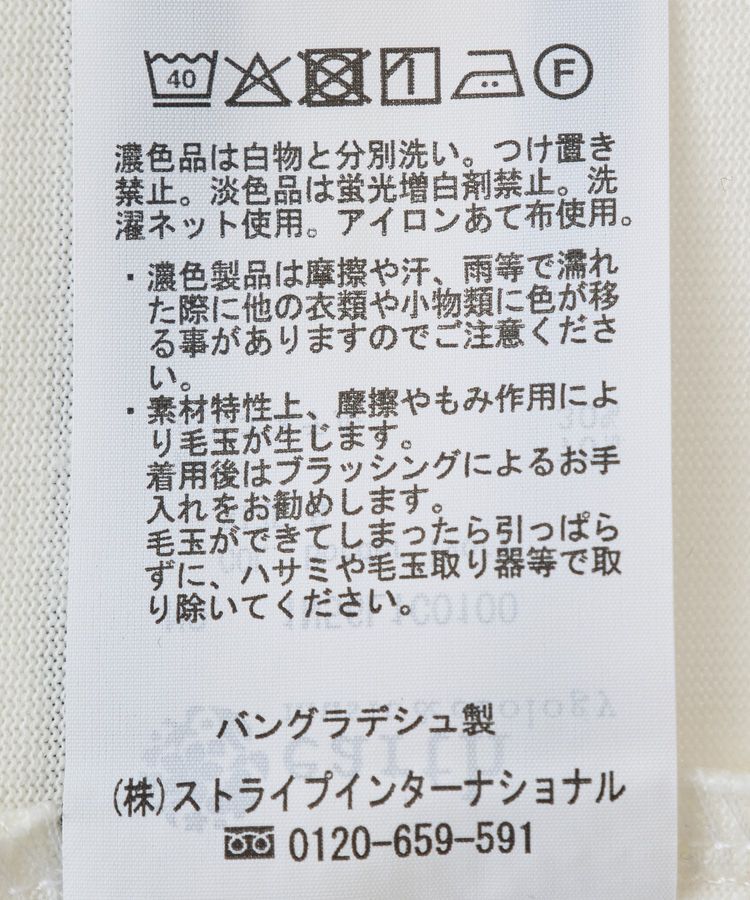 40 F
濃色品は白物と分別洗い。つけ置き
禁止。淡色品は蛍光増白剤禁止。洗
濯ネット使用。アイロンあて布使用。
・濃色製品は摩擦や汗、雨等で濡れ
た際に他の衣類や小物類に色が移
る事がありますのでご注意くださ
い。
・素材特性上、摩擦やもみ作用によ
り毛玉が生じます。
着用後はブラッシングによるお手
入れをお勧めします。
毛玉ができてしまったら引っぱら
ずに、ハサミや毛玉取り器等で取
り除いてください。
バングラデシュ製
(株)ストライプインターナショナル
0120-659-591